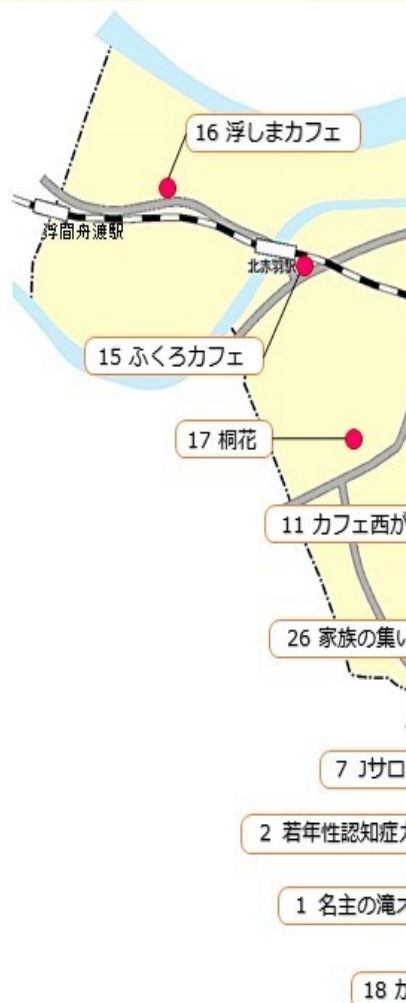 16 浮しまカフェ
浮間舟渡駅
北赤羽駅
15 ふくろカフェ
17 桐花
11 カフェ西が
26 家族の集い
7 Jサロ
2 若年性認知症カ
1 名主の滝オ
18 か